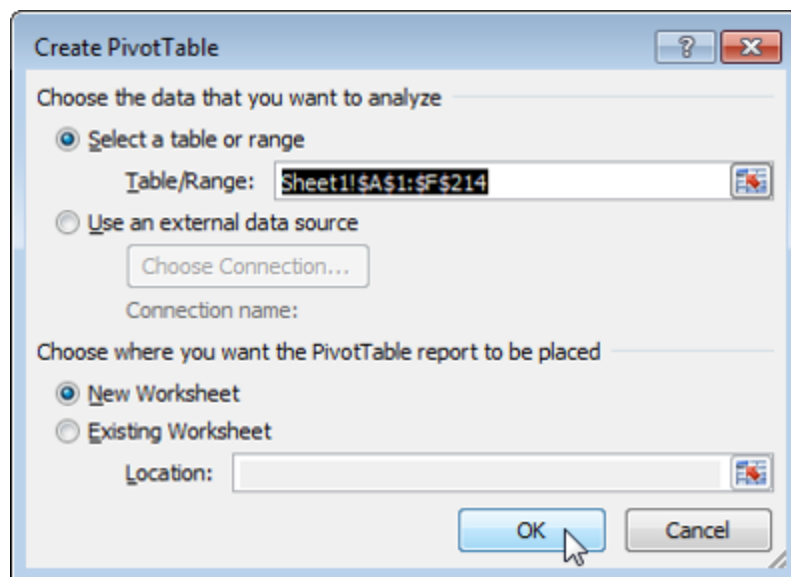 Create PivotTable
Choose the data that you want to analyze
Select a table or range
Table/Range: Sheet1!$A$1:$F$214
Use an external data source
Choose Connection...
Connection name:
Choose where you want the PivotTable report to be placed
New Worksheet
Existing Worksheet
Location:
OK Cancel